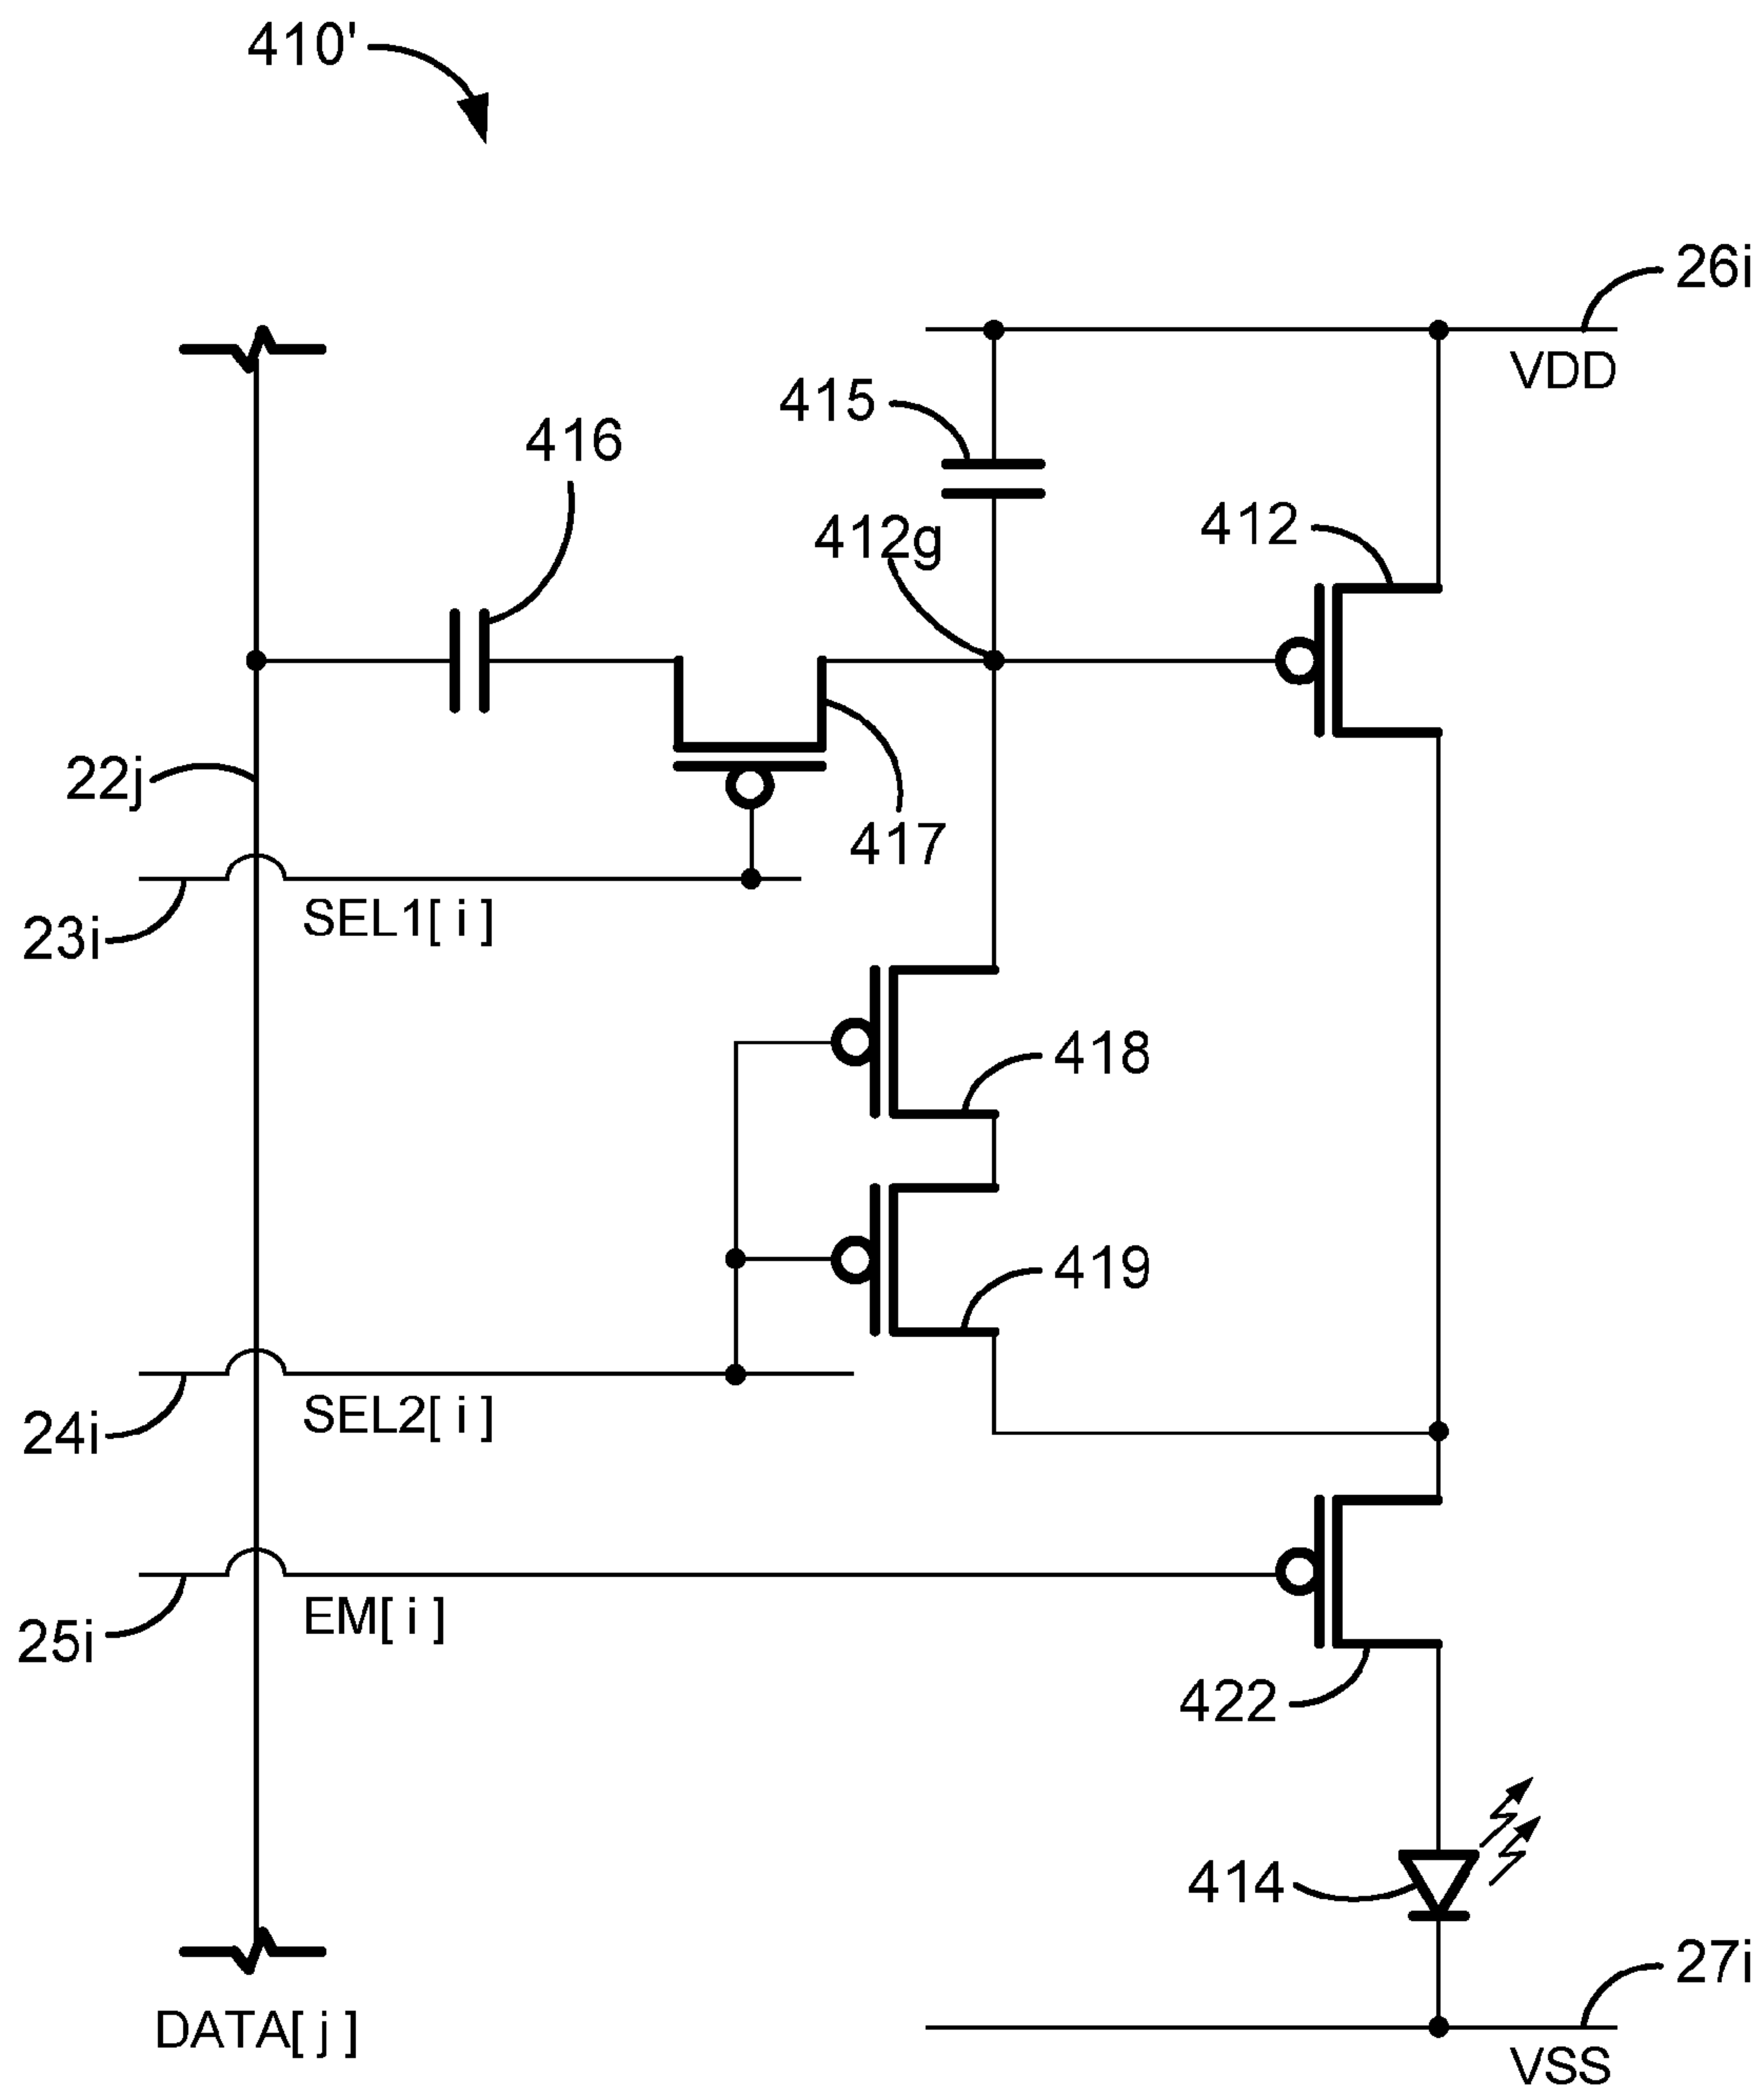 410'
26i
VDD
415
416
412g
412
22j
417
23i
SEL1[ i ]
418
419
24i
SEL2[ i ]
25i
EM[ i ]
422
414
27i
DATA[ j ]
VSS